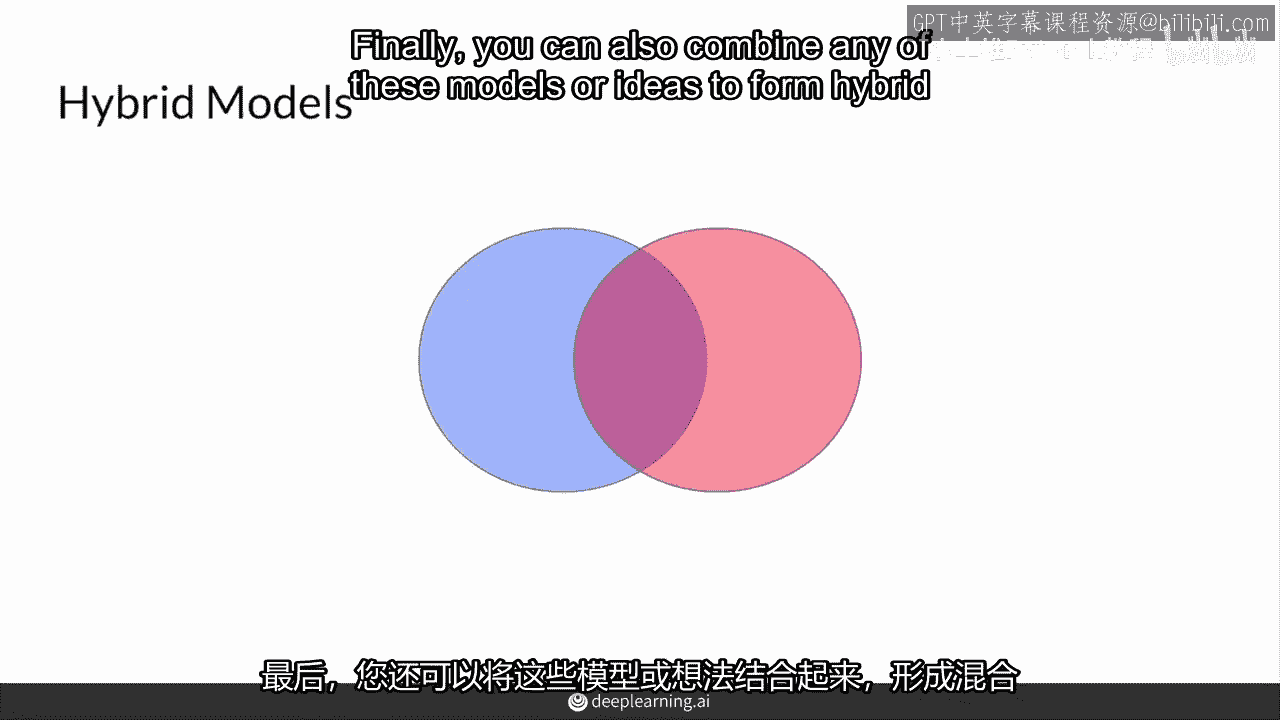 GPT中英字幕课程资源@bilibili.com
Finally, you can also combine any of
these models or ideas to form hybrid
Hybrid Models
最后，您还可以将这些模型或想法结合起来，形成混合
deeplearning.ai